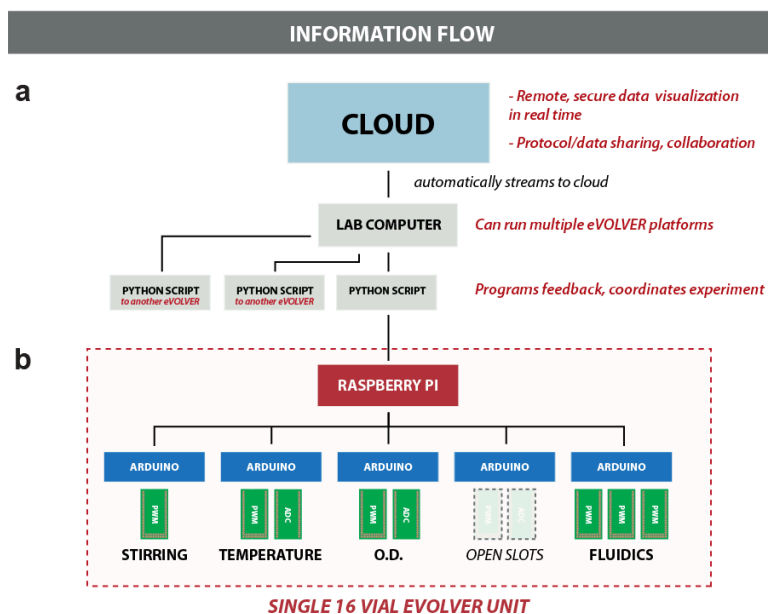 INFORMATION FLOW
a
CLOUD
- Remote, secure data visualization
in real time
- Protocol/data sharing, collaboration
automatically streams to cloud
LAB COMPUTER
Can run multiple eVOLVER platforms
PYTHON SCRIPT
to another eVOLVER
PYTHON SCRIPT
to another eVOLVER
PYTHON SCRIPT
Programs feedback, coordinates experiment
b
RASPBERRY PI
ARDUINO
ARDUINO
ARDUINO
ARDUINO
ARDUINO
PWM
PWM
ADC
PWM
ADC
PWM
ADC
PWM
PWM
PWM
STIRRING
TEMPERATURE
O.D.
OPEN SLOTS
FLUIDICS
SINGLE 16 VIAL EVOLVER UNIT